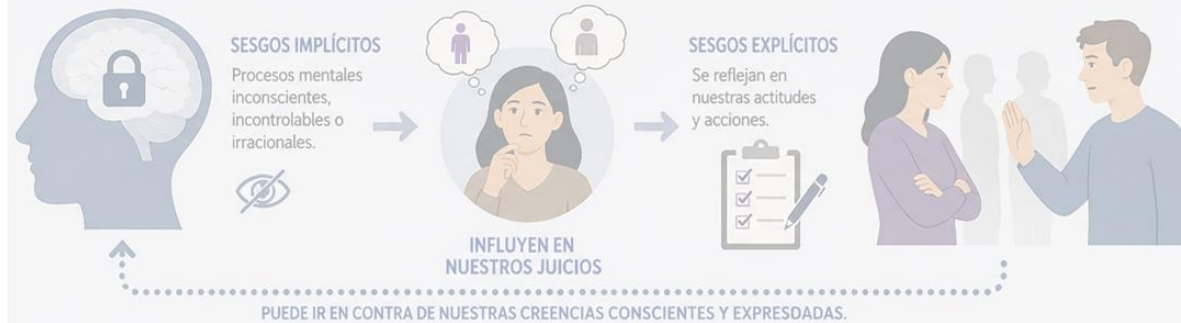 SESGOS IMPLÍCITOS
Procesos mentales
inconscientes,
incontrolables o
irracionales.
INFLUYEN EN
NUESTROS JUICIOS
SESGOS EXPLÍCITOS
Se reflejan en
nuestras actitudes
y acciones.
PUEDE IR EN CONTRA DE NUESTRAS CREENCIAS CONSCIENTES Y EXPRESDADAS.